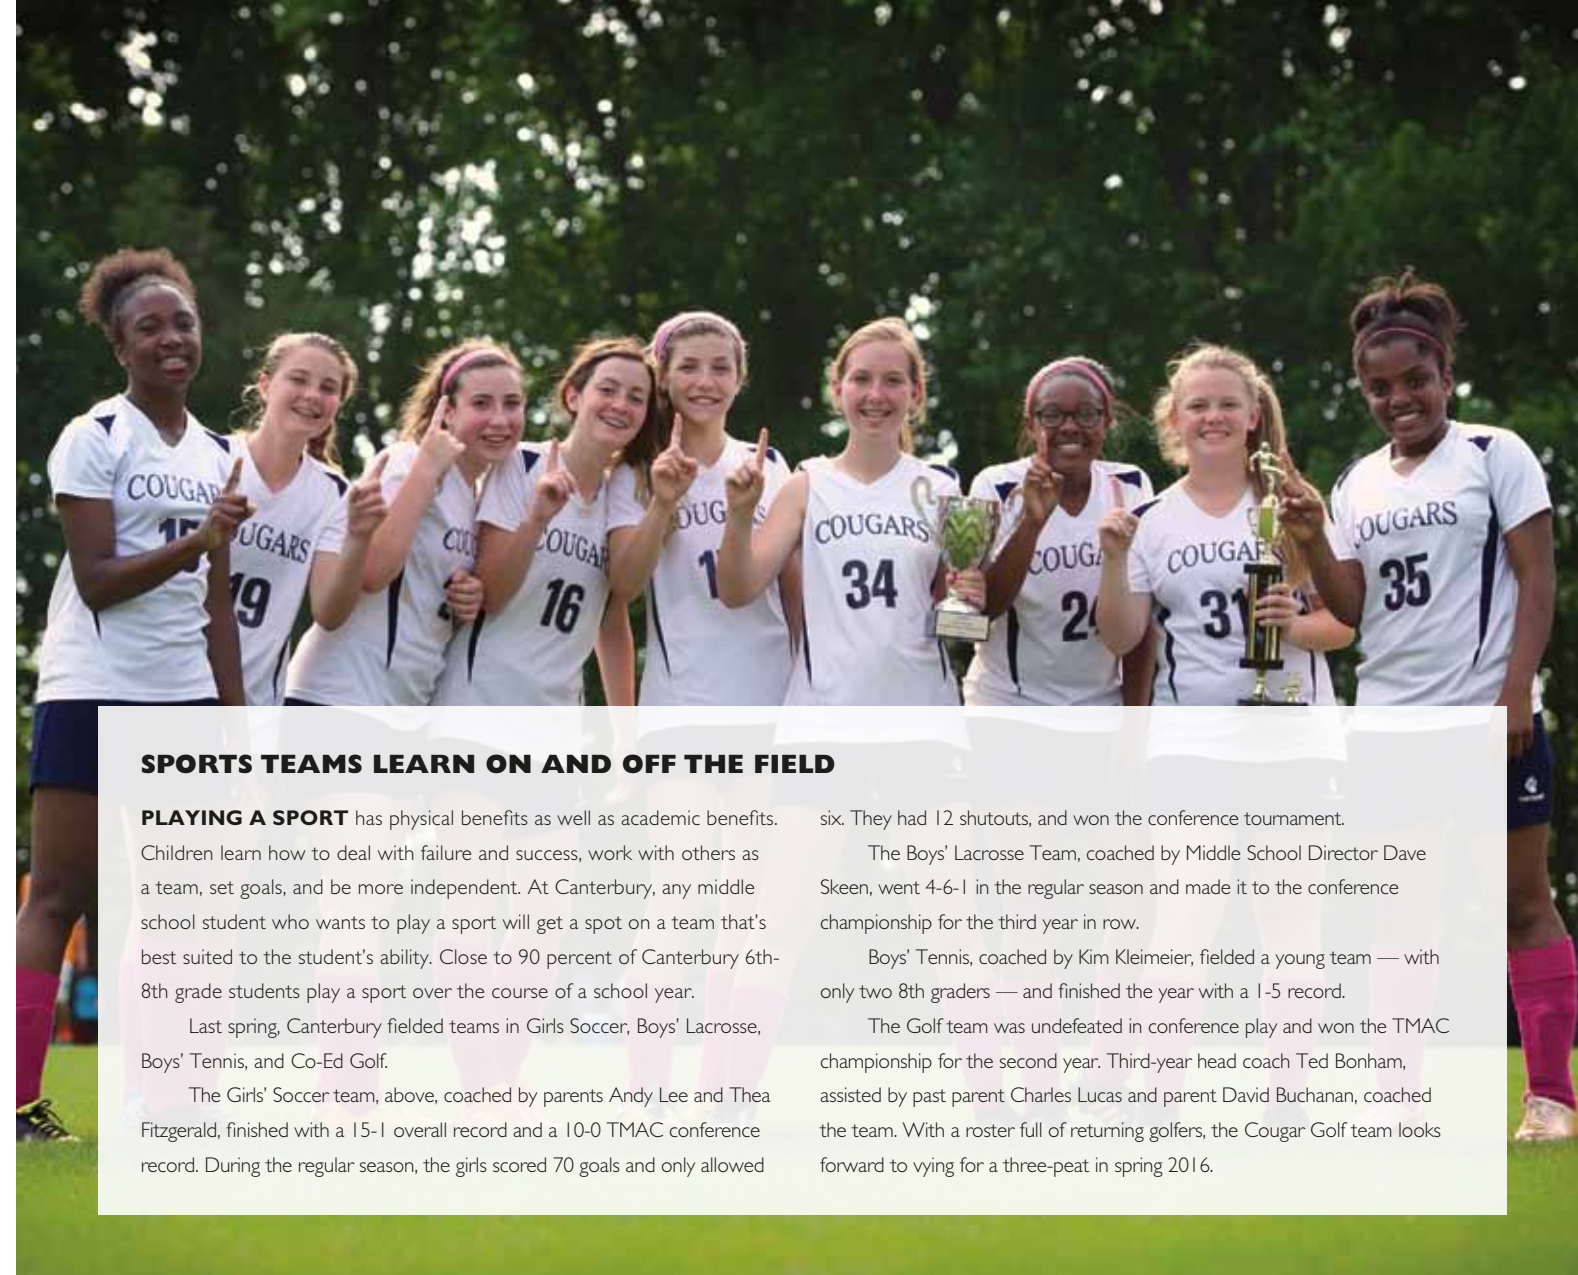 COUGARS
19
16
COUGARS
34
31
COUGARS
35
SPORTS TEAMS LEARN ON AND OFF THE FIELD
PLAYING A SPORT has physical benefits as well as academic benefits.
Children learn how to deal with failure and success, work with others as
a team, set goals, and be more independent. At Canterbury, any middle
school student who wants to play a sport will get a spot on a team that's
best suited to the student's ability. Close to 90 percent of Canterbury 6th-
8th grade students play a sport over the course of a school year.
Last spring, Canterbury fielded teams in Girls Soccer, Boys' Lacrosse,
Boys' Tennis, and Co-Ed Golf.
The Girls' Soccer team, above, coached by parents Andy Lee and Thea
Fitzgerald, finished with a 15-1 overall record and a 10-0 TMAC conference
record. During the regular season, the girls scored 70 goals and only allowed
six. They had 12 shutouts, and won the conference tournament.
The Boys' Lacrosse Team, coached by Middle School Director Dave
Skeen, went 4-6-1 in the regular season and made it to the conference
championship for the third year in row.
Boys' Tennis, coached by Kim Kleimeier, fielded a young team — with
only two 8th graders — and finished the year with a 1-5 record.
The Golf team was undefeated in conference play and won the TMAC
championship for the second year. Third-year head coach Ted Bonham,
assisted by past parent Charles Lucas and parent David Buchanan, coached
the team. With a roster full of returning golfers, the Cougar Golf team looks
forward to vying for a three-peat in spring 2016.